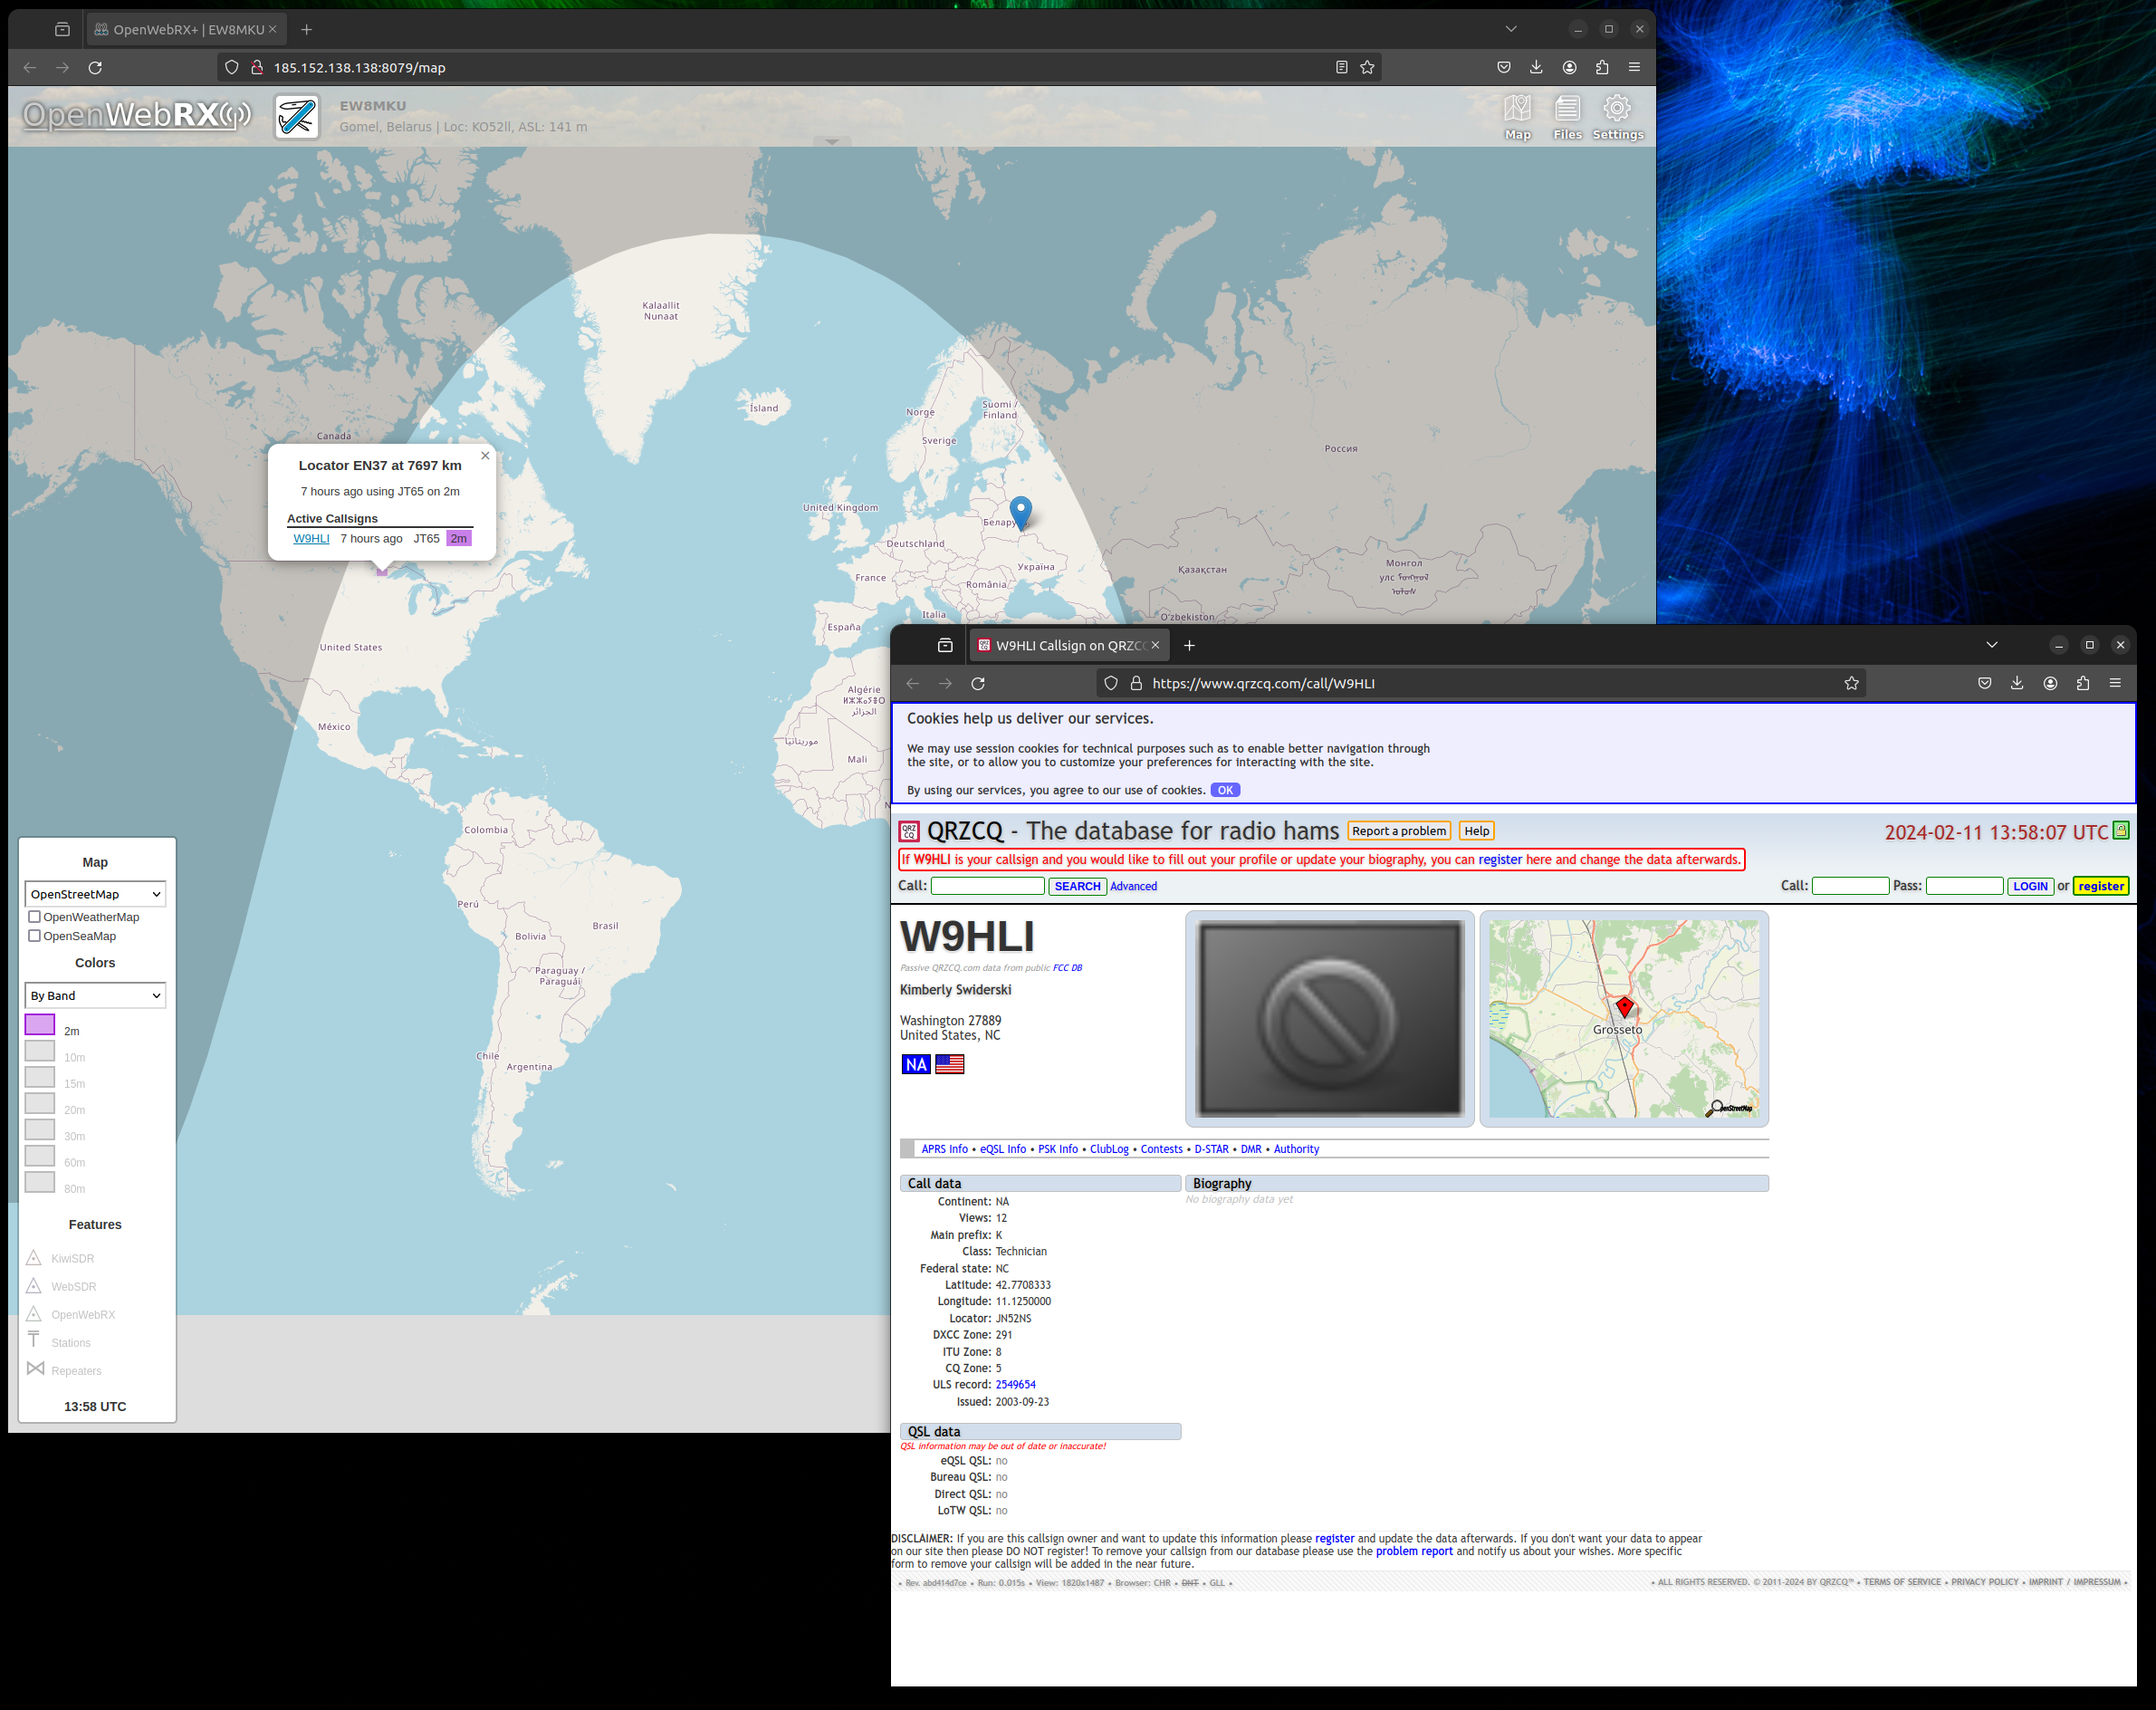 OpenWebRX+ | EW8MKU
185.152.138.138:8079/map
OpenWebRX
EW8MKU
Gomel, Belarus | Loc: KO52ll, ASL: 141 m
Map
Files
Settings
Kalaallit
Nunaat
Ísland
Norge
Suomi /
Finland
Sverige
Canada
Россия
Locator EN37 at 7697 km
7 hours ago using JT65 on 2m
Active Callsigns
W9HLI 7 hours ago JT65 2m
United Kingdom
Беларусь
Deutschland
France
Україна
România
Қазақстан
Монгол
улс
Italia
España
O'zbekiston
United States
México
Algérie
ⵍⵣⵣⴰⵢⴻⵔ
الجزائر
موريتانيا
Mali
Colombia
Perú
Brasil
Bolivia
Paraguay /
Paraguái
Chile
Argentina
Map
OpenStreetMap
OpenWeatherMap
OpenSeaMap
Colors
By Band
2m
10m
15m
20m
30m
60m
80m
Features
KiwiSDR
WebSDR
OpenWebRX
Stations
Repeaters
13:58 UTC
W9HLI Callsign on QRZC
https://www.qrzcq.com/call/W9HLI
Cookies help us deliver our services.
We may use session cookies for technical purposes such as to enable better navigation through
the site, or to allow you to customize your preferences for interacting with the site.
By using our services, you agree to our use of cookies. OK
QRZ CQ QRZCQ - The database for radio hams Report a problem Help
2024-02-11 13:58:07 UTC
If W9HLI is your callsign and you would like to fill out your profile or update your biography, you can register here and change the data afterwards.
Call: SEARCH Advanced
Call: Pass: LOGIN or register
W9HLI
Passive QRZCQ.com data from public FCC DB
Kimberly Swiderski
Washington 27889
United States, NC
NA
Grosseto
OpenStreetMap
APRS Info • eQSL Info • PSK Info • ClubLog • Contests • D-STAR • DMR • Authority
Call data
Continent: NA
Views: 12
Main prefix: K
Class: Technician
Federal state: NC
Latitude: 42.7708333
Longitude: 11.1250000
Locator: JN52NS
DXCC Zone: 291
ITU Zone: 8
CQ Zone: 5
ULS record: 2549654
Issued: 2003-09-23
Biography
No biography data yet
QSL data
QSL information may be out of date or inaccurate!
eQSL QSL: no
Bureau QSL: no
Direct QSL: no
LoTW QSL: no
DISCLAIMER: If you are this callsign owner and want to update this information please register and update the data afterwards. If you don't want your data to appear
on our site then please DO NOT register! To remove your callsign from our database please use the problem report and notify us about your wishes. More specific
form to remove your callsign will be added in the near future.
• Rev. abd414d7ce • Run: 0.015s • View: 1820x1487 • Browser: CHR • DNT • GLL •
• ALL RIGHTS RESERVED. © 2011-2024 BY QRZCQ™ • TERMS OF SERVICE • PRIVACY POLICY • IMPRINT / IMPRESSUM •